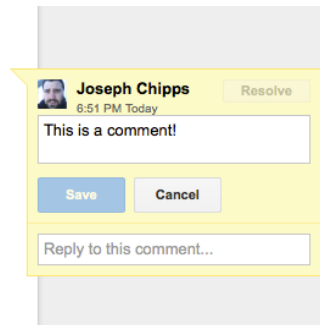 Joseph Chipps
Resolve
6:51 PM Today
This is a comment!
Save
Cancel
Reply to this comment...